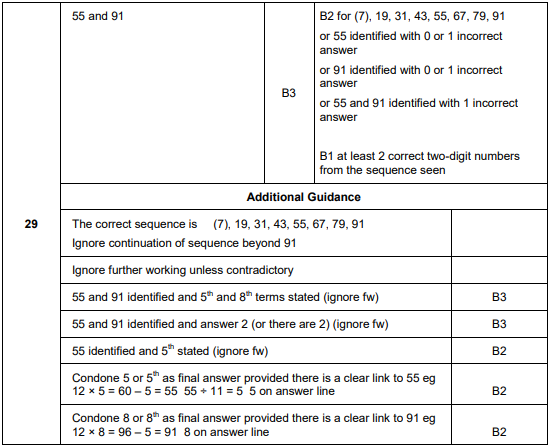 55 and 91
B2 for (7), 19, 31, 43, 55, 67, 79, 91
or 55 identified with 0 or 1 incorrect
answer
or 91 identified with 0 or 1 incorrect
answer
or 55 and 91 identified with 1 incorrect
answer
B3
B1 at least 2 correct two-digit numbers
from the sequence seen
Additional Guidance
29
The correct sequence is (7), 19, 31, 43, 55, 67, 79, 91
Ignore continuation of sequence beyond 91
Ignore further working unless contradictory
55 and 91 identified and 5th and 8th terms stated (ignore fw) B3
55 and 91 identified and answer 2 (or there are 2) (ignore fw) B3
55 identified and 5th stated (ignore fw) B2
Condone 5 or 5th as final answer provided there is a clear link to 55 eg
12 × 5 = 60 – 5 = 55 55 ÷ 11 = 5 5 on answer line B2
Condone 8 or 8th as final answer provided there is a clear link to 91 eg
12 × 8 = 96 – 5 = 91 8 on answer line B2